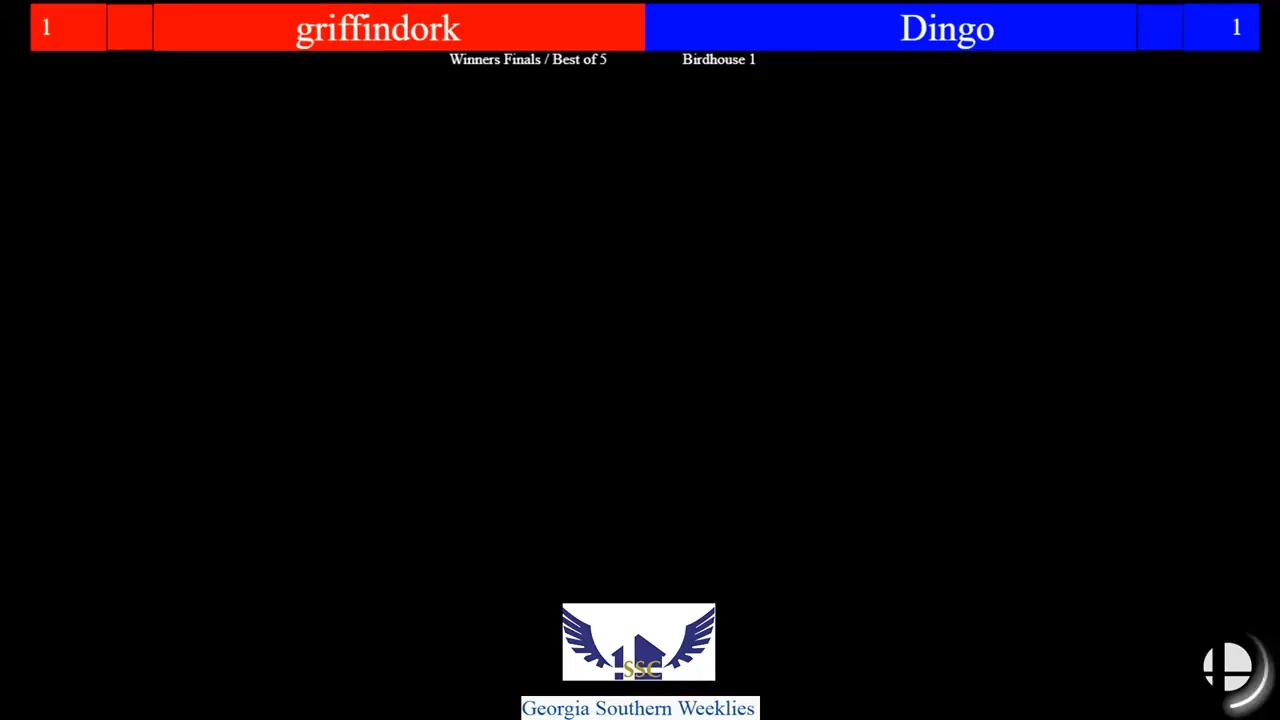 1 griffindork Dingo 1
Winners Finals / Best of 5 Birdhouse 1
SSC
Georgia Southern Weeklies